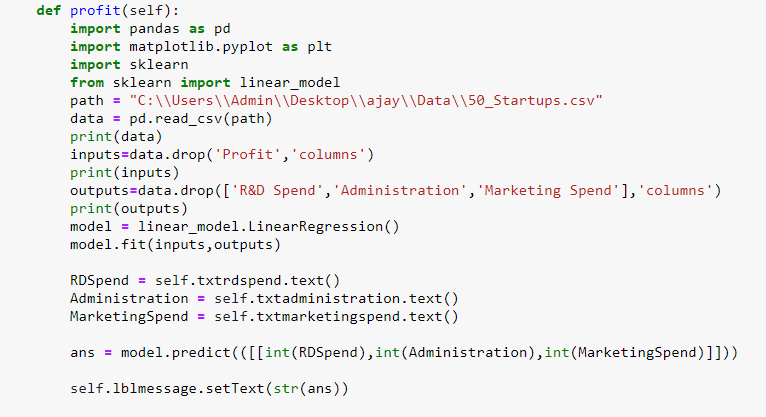 def profit(self):
    import pandas as pd
    import matplotlib.pyplot as plt
    import sklearn
    from sklearn import linear_model
    path = "C:\\Users\\Admin\\Desktop\\ajay\\Data\\50_Startups.csv"
    data = pd.read_csv(path)
    print(data)
    inputs=data.drop('Profit','columns')
    print(inputs)
    outputs=data.drop(['R&D Spend','Administration','Marketing Spend'],'columns')
    print(outputs)
    model = linear_model.LinearRegression()
    model.fit(inputs,outputs)

    RDSpend = self.txtrdspend.text()
    Administration = self.txtadministration.text()
    MarketingSpend = self.txtmarketingspend.text()

    ans = model.predict(([[int(RDSpend),int(Administration),int(MarketingSpend)]]))

    self.lblmessage.setText(str(ans))